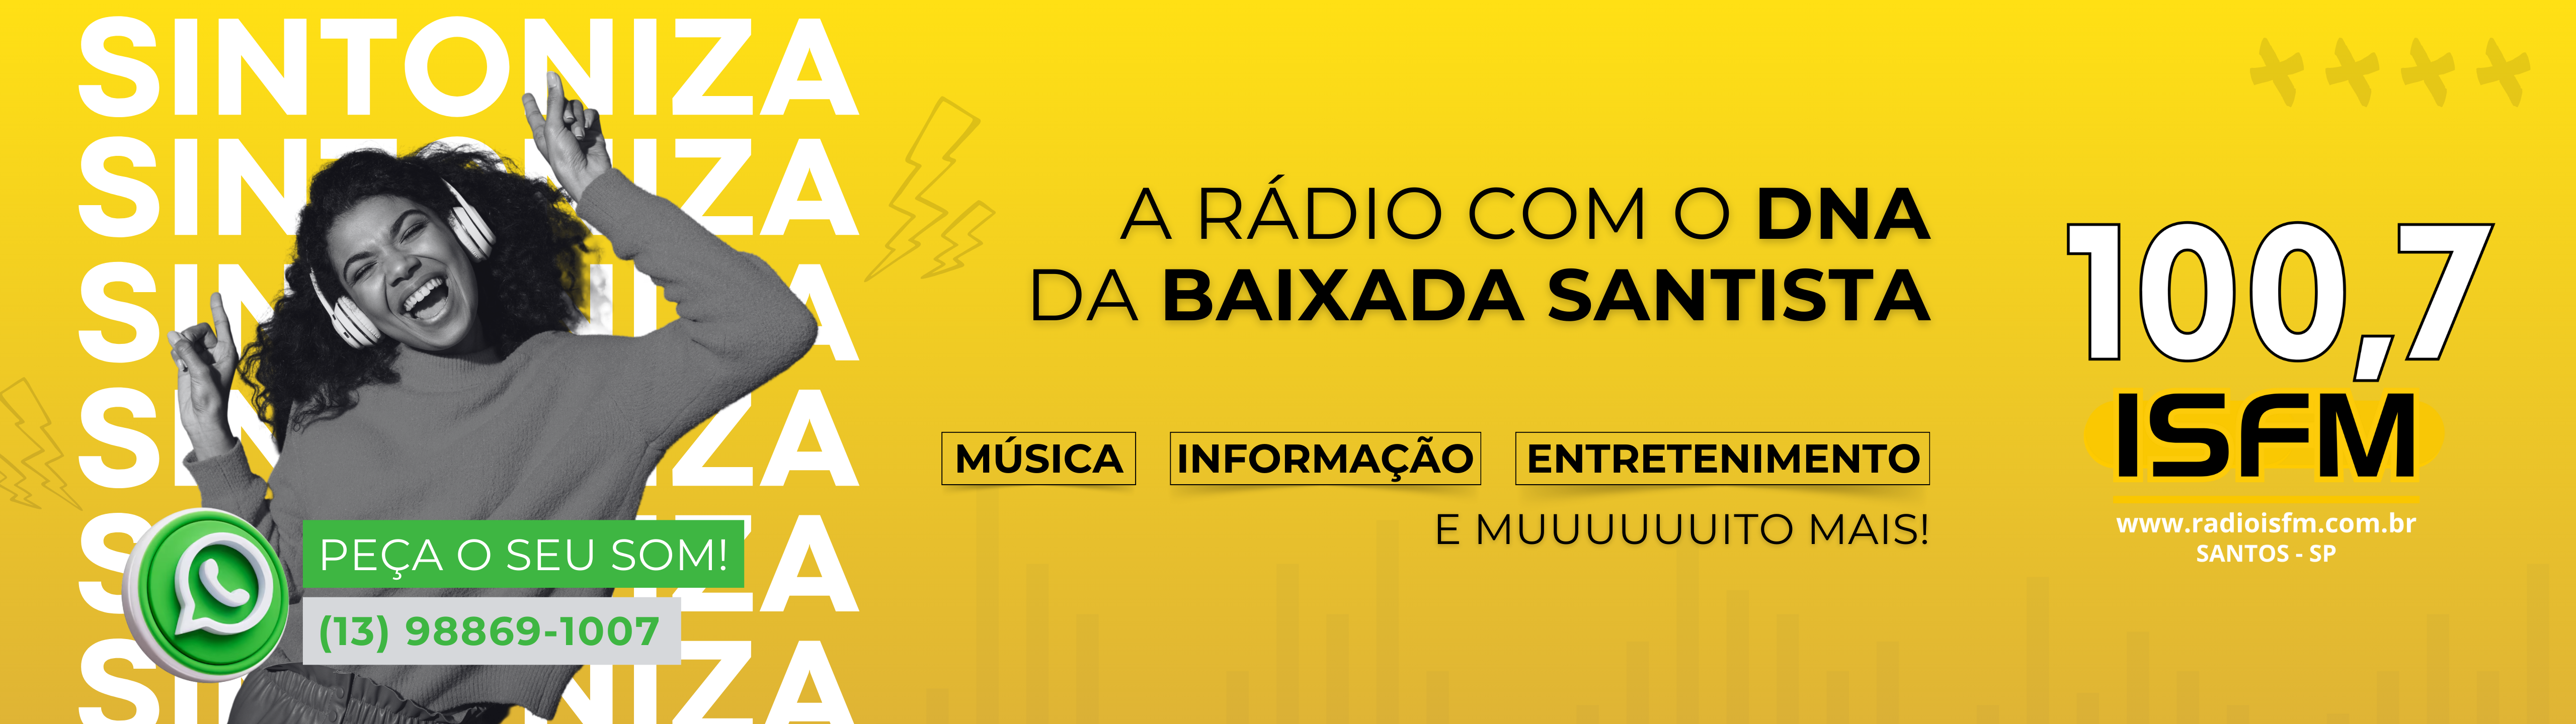 SINTONIZA
SINTONIZA
SINTONIZA
SINTONIZA
SINTONIZA
SINTONIZA
PEÇA O SEU SOM!
(13) 98869-1007
A RÁDIO COM O DNA
DA BAIXADA SANTISTA
MÚSICA INFORMAÇÃO ENTRETENIMENTO
E MUUUUUUUITO MAIS!
100,7
ISFM
www.radioisfm.com.br
SANTOS - SP